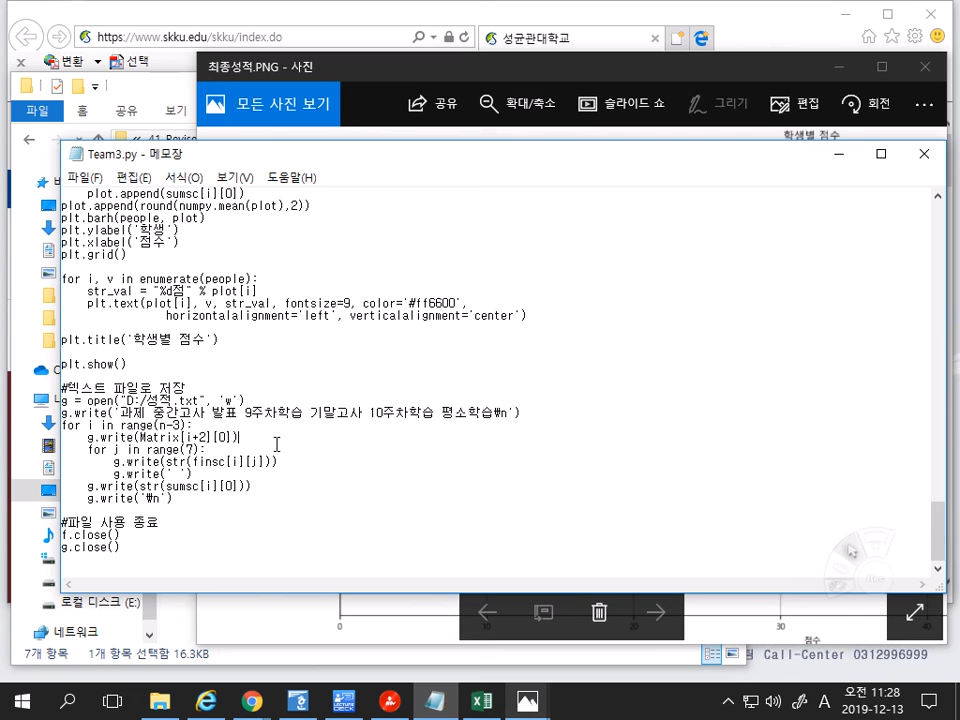 https://www.skku.edu/skku/index.do
성균관대학교
변환 선택
최종성적.PNG - 사진
파일 홈 공유 보기
모든 사진 보기 공유 확대/축소 슬라이드 쇼 그리기 편집 회전
학생별 점수
Team3.py - 메모장
파일(F) 편집(E) 서식(O) 보기(V) 도움말(H)
plot.append(sumsc[i][0])
plot.append(round(numpy.mean(plot),2))
plt.barh(people, plot)
plt.ylabel('학생')
plt.xlabel('점수')
plt.grid()
for i, v in enumerate(people):
str_val = "%d점" % plot[i]
plt.text(plot[i], v, str_val, fontsize=9, color='#ff6600',
horizontalalignment='left', verticalalignment='center')
plt.title('학생별 점수')
plt.show()
#텍스트 파일로 저장
g = open("D:/성적.txt", 'w')
g.write('과제 중간고사 발표 9주차학습 기말고사 10주차학습 평소학습₩n')
for i in range(n-3):
g.write(Matrix[i+2][0])
for j in range(7):
g.write(str(finsc[i][j]))
g.write(' ')
g.write(str(sumsc[i][0]))
g.write('₩n')
#파일 사용 종료
f.close()
g.close()
로컬 디스크 (E:)
네트워크
0
30
점수
7개 항목 1개 항목 선택함 16.3KB
Call-Center 0312996999
A 오전 11:28
2019-12-13